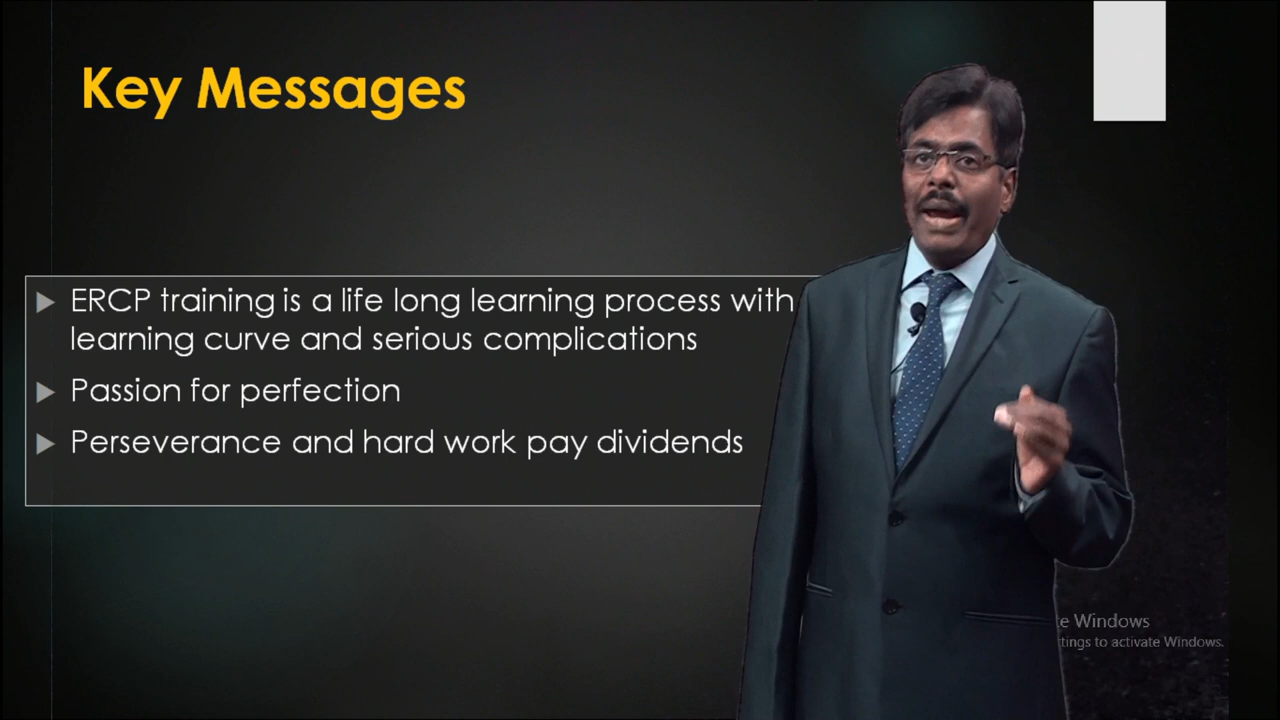 Key Messages
ERCP training is a life long learning process with
learning curve and serious complications
Passion for perfection
Perseverance and hard work pay dividends
Windows
to activate Windows.